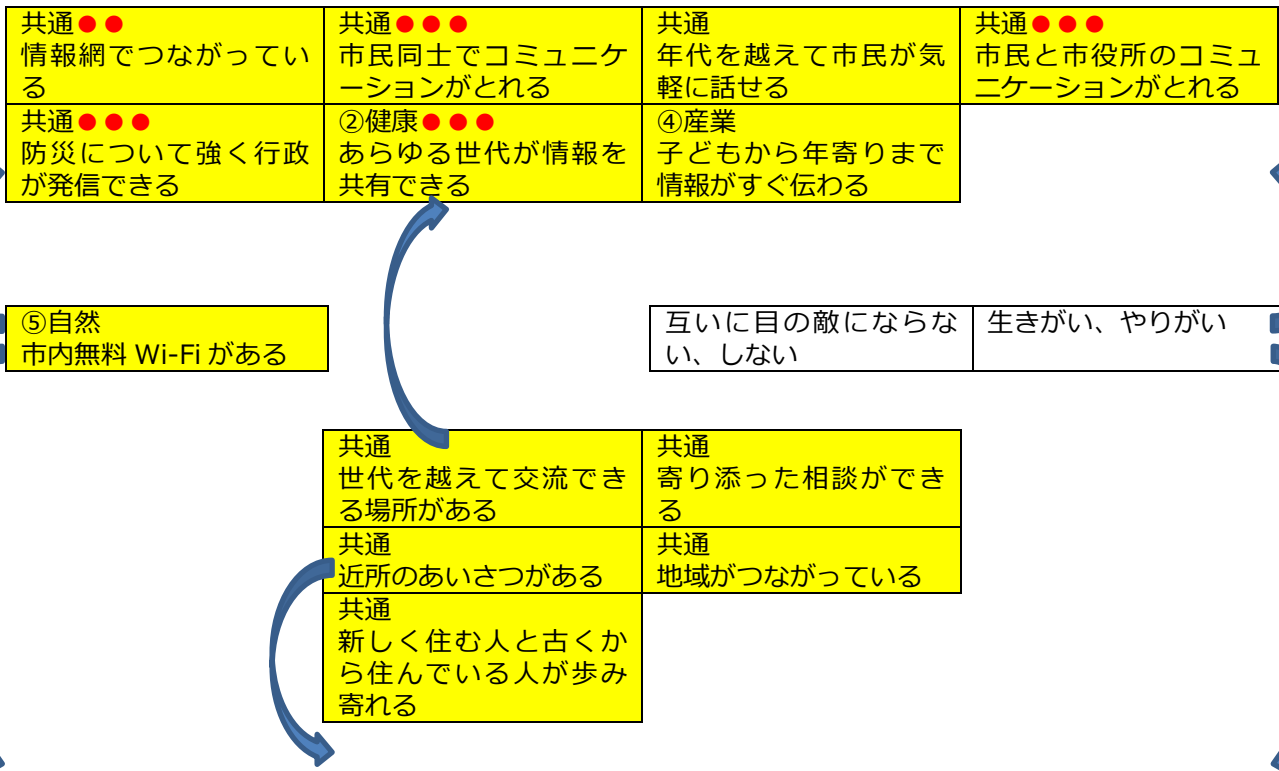 共通●●
情報網でつながってい
る
共通●●●
市民同士でコミュニケ
ーションがとれる
共通
年代を越えて市民が気
軽に話せる
共通●●●
市民と市役所のコミュ
ニケーションがとれる
共通●●●
防災について強く行政
が発信できる
②健康●●●
あらゆる世代が情報を
共有できる
④産業
子どもから年寄りまで
情報がすぐ伝わる
⑤自然
市内無料 Wi-Fi がある
互いに目の敵にならな
い、しない
生きがい、やりがい
共通
世代を越えて交流でき
る場所がある
共通
寄り添った相談ができ
る
共通
近所のあいさつがある
共通
地域がつながっている
共通
新しく住む人と古くか
ら住んでいる人が歩み
寄れる